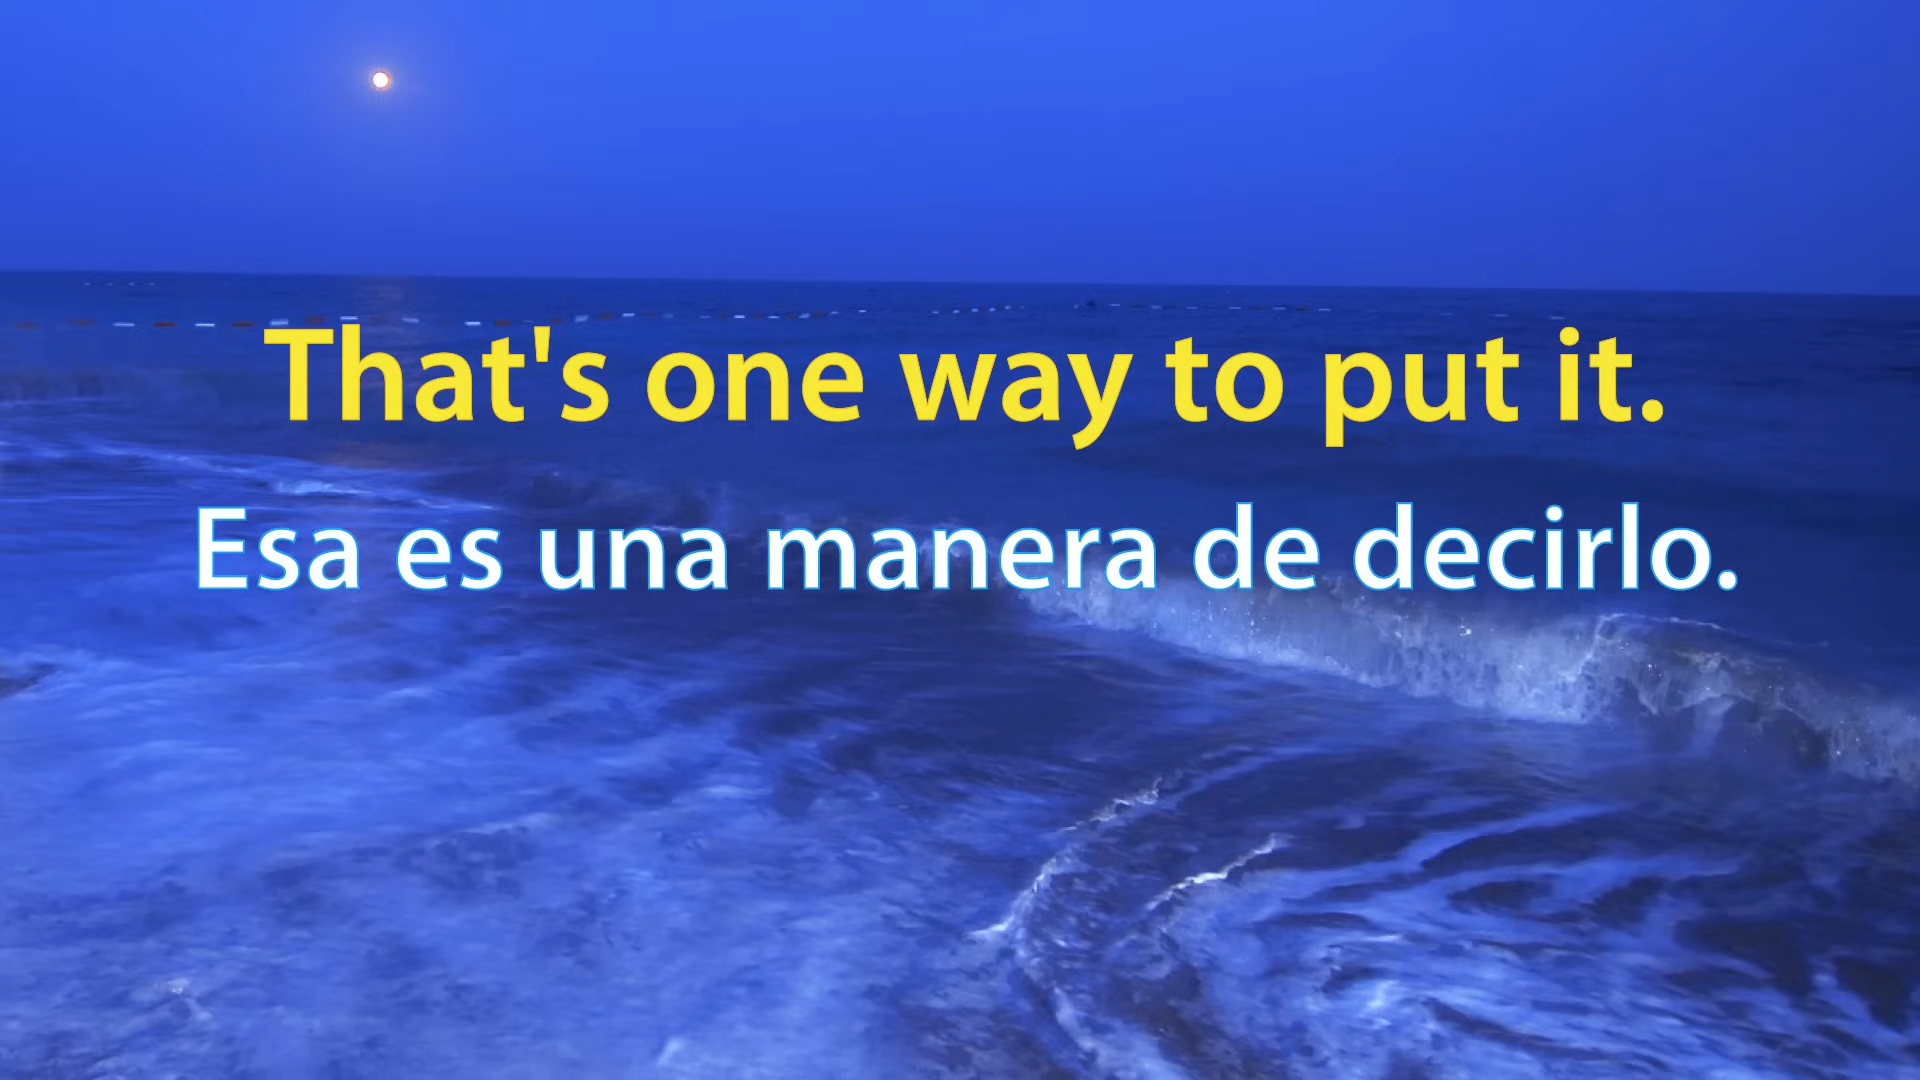 That's one way to put it.
Esa es una manera de decirlo.